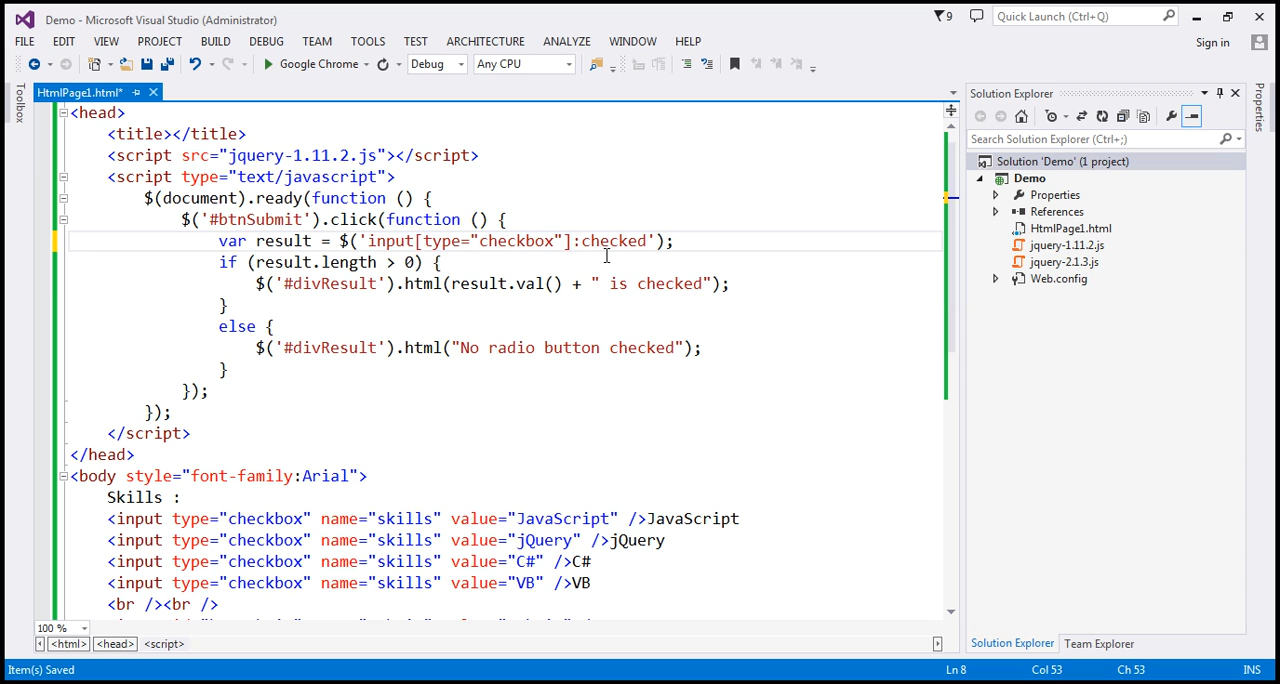 Demo - Microsoft Visual Studio (Administrator)
9
Quick Launch (Ctrl+Q)
FILE EDIT VIEW PROJECT BUILD DEBUG TEAM TOOLS TEST ARCHITECTURE ANALYZE WINDOW HELP
Sign in
Google Chrome
Debug
Any CPU
Toolbox
HtmlPage1.html*
<head>
<title></title>
<script src="jquery-1.11.2.js"></script>
<script type="text/javascript">
$(document).ready(function () {
$('#btnSubmit').click(function () {
var result = $('input[type="checkbox"]:checked');
if (result.length > 0) {
$('#divResult').html(result.val() + " is checked");
}
else {
$('#divResult').html("No radio button checked");
}
});
});
</script>
</head>
<body style="font-family:Arial">
Skills :
<input type="checkbox" name="skills" value="JavaScript" />JavaScript
<input type="checkbox" name="skills" value="jQuery" />jQuery
<input type="checkbox" name="skills" value="C#" />C#
<input type="checkbox" name="skills" value="VB" />VB
<br /><br />
100 %
<html> <head> <script>
Solution Explorer
Search Solution Explorer (Ctrl+;)
Solution 'Demo' (1 project)
Demo
Properties
References
HtmlPage1.html
jquery-1.11.2.js
jquery-2.1.3.js
Web.config
Solution Explorer Team Explorer
Properties
Item(s) Saved
Ln 8 Col 53 Ch 53 INS